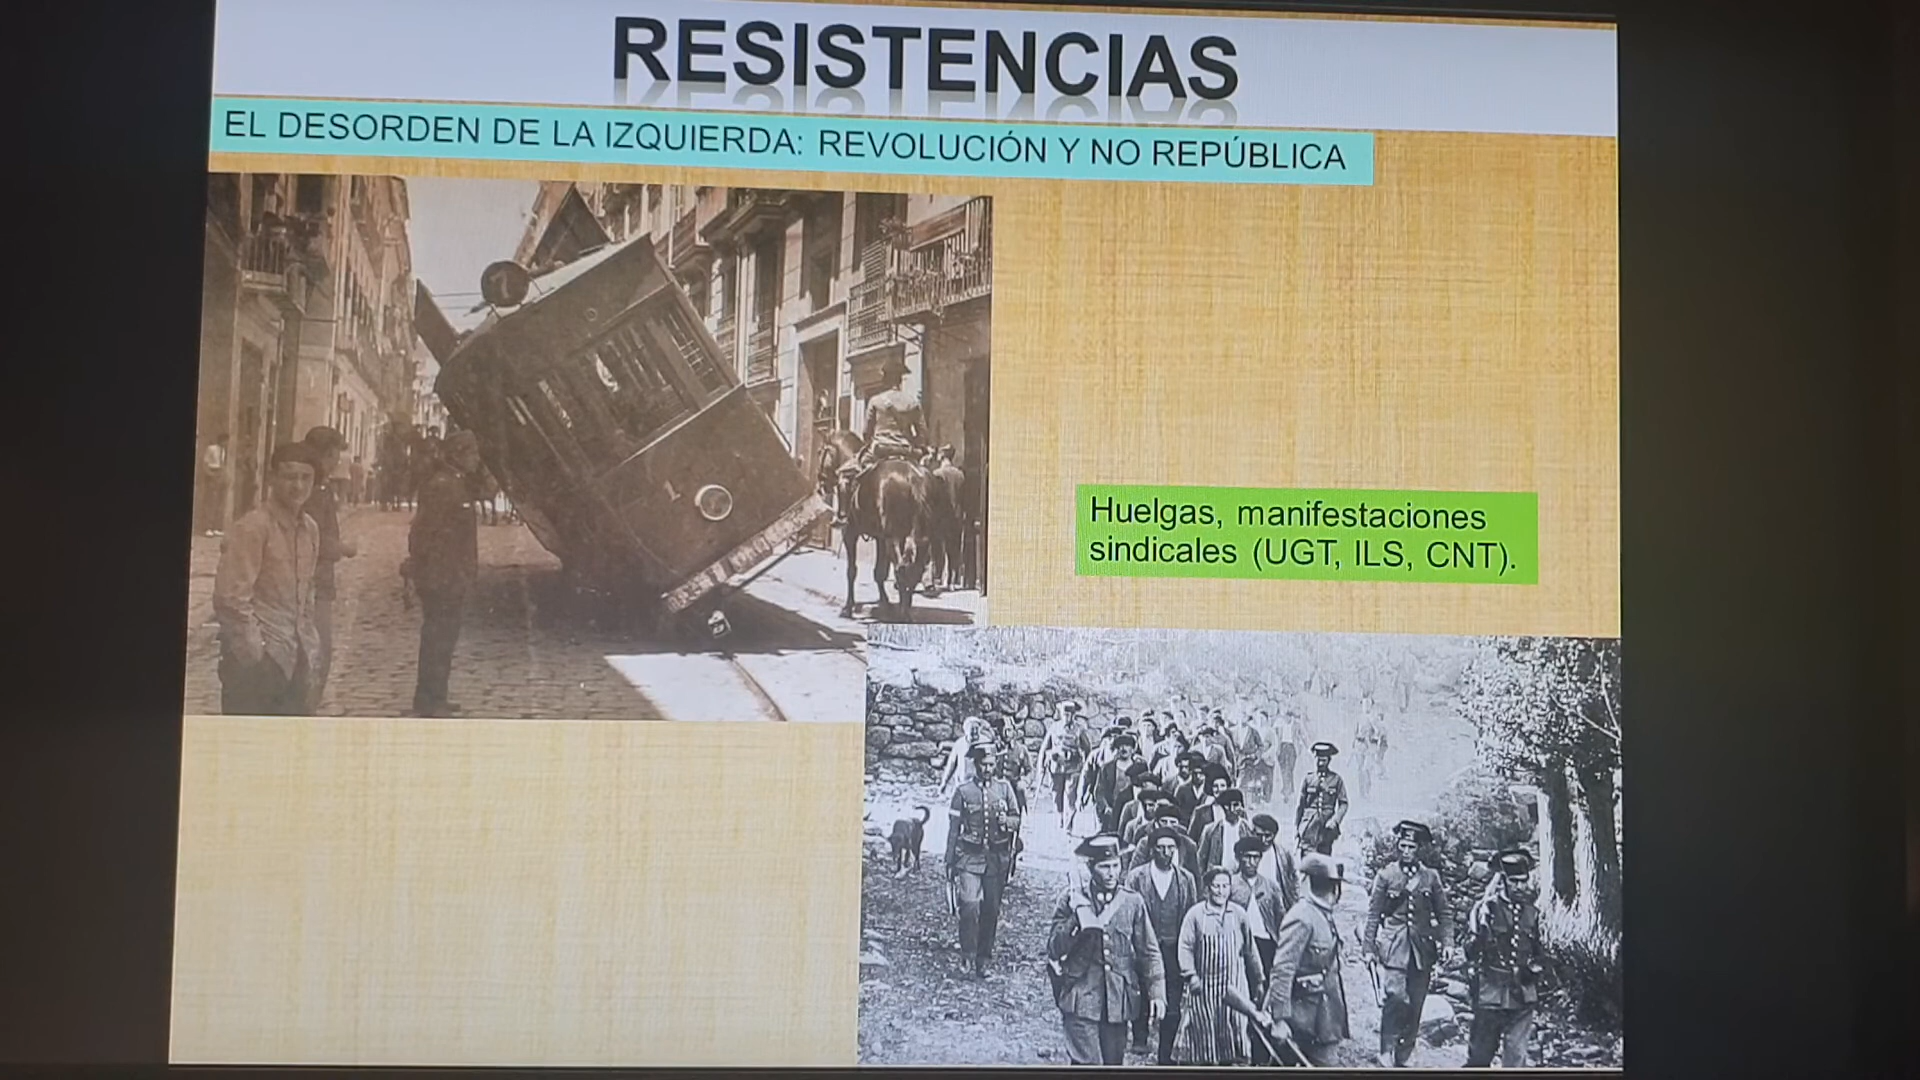 RESISTENCIAS
EL DESORDEN DE LA IZQUIERDA: REVOLUCIÓN Y NO REPÚBLICA
Huelgas, manifestaciones
sindicales (UGT, ILS, CNT).